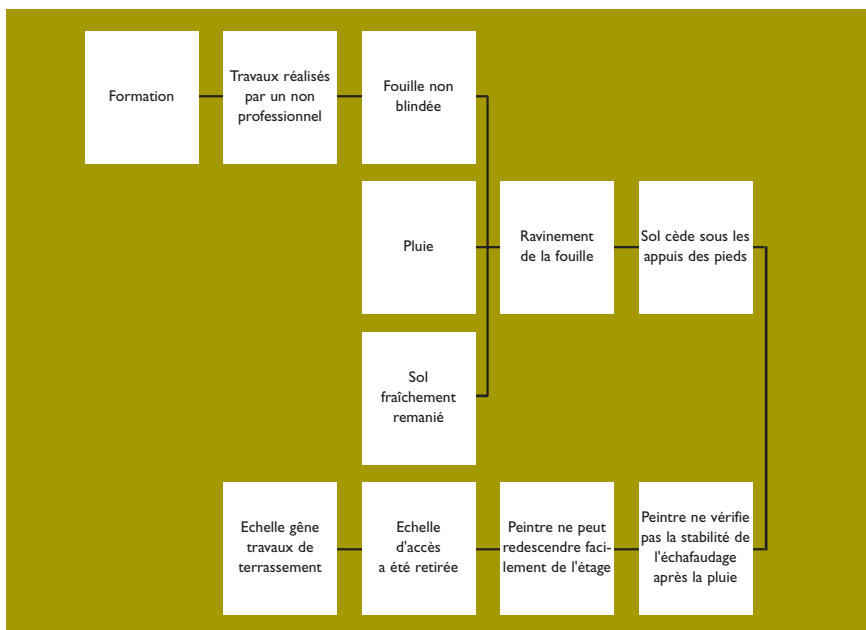 Formation
Travaux réalisés
par un non
professionnel
Fouille non
blindée
Pluie
Ravinement
de la fouille
Sol cède sous les
appuis des pieds
Sol
fraîchement
remanié
Echelle gêne
travaux de
terrassement
Echelle
d'accès
a été retirée
Peintre ne peut
redescendre faci-
lement de l'étage
Peintre ne vérifie
pas la stabilité de
l'échafaudage
après la pluie